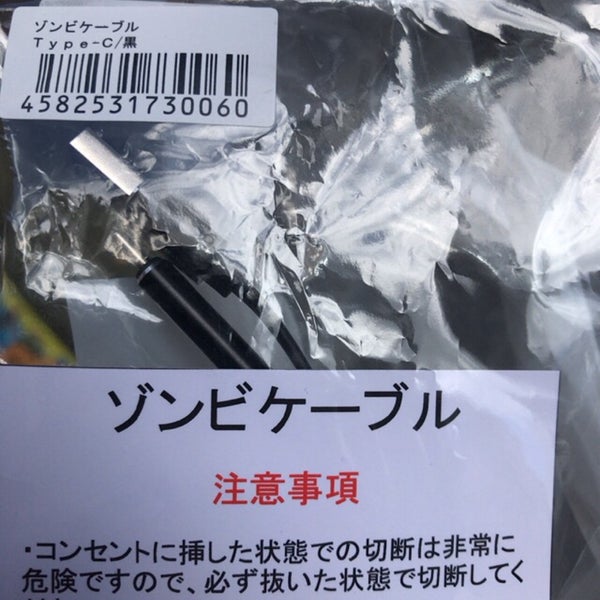 ゾンビケーブル
Type-C/黒
4582531730060
ゾンビケーブル
注意事項
・コンセントに挿した状態での切断は非常に
危険ですので、必ず抜いた状態で切断してく